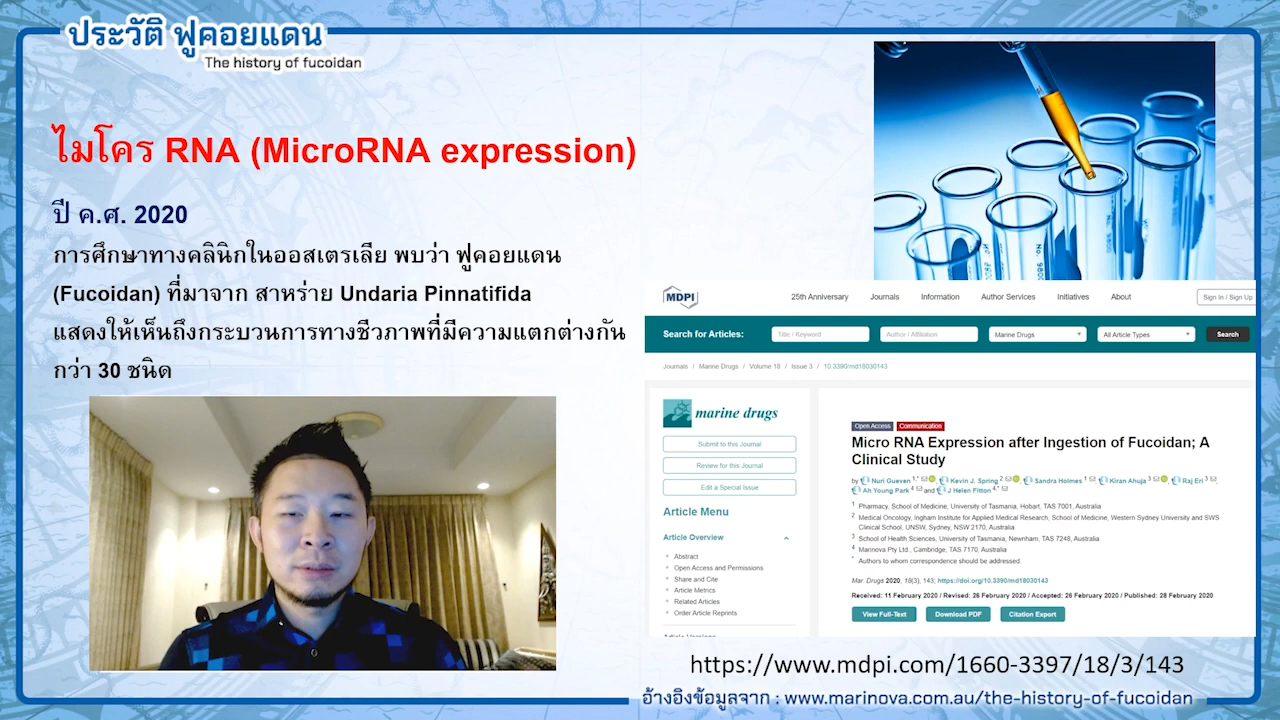 ประวัติ ฟูคอยแดน
The history of fucoidan
ไมโคร RNA (MicroRNA expression)
ปี ค.ศ. 2020
การศึกษาทางคลินิกในออสเตรเลีย พบว่า ฟูคอยแดน
(Fucoidan) ที่มาจาก สาหร่าย Undaria Pinnatifida
แสดงให้เห็นถึงกระบวนการทางชีวภาพที่มีความแตกต่างกัน
กว่า 30 ชนิด
MDPI
25th Anniversary Journals Information Author Services Initiatives About
Sign In / Sign Up
Search for Articles:
Title / Keyword
Author / Affiliation
Marine Drugs
All Article Types
Search
Journals / Marine Drugs / Volume 18 / Issue 3 / 10.3390/md18030143
marine drugs
Submit to this Journal
Review for this Journal
Edit a Special Issue
Article Menu
Article Overview
Abstract
Open Access and Permissions
Share and Cite
Article Metrics
Related Articles
Order Article Reprints
Open Access Communication
Micro RNA Expression after Ingestion of Fucoidan; A
Clinical Study
by Nuri Gueven 1,* , Kevin J. Spring 2 , Sandra Holmes 1 , Kiran Ahuja 3 , Raj Eri 3 ,
Ah Young Park 4 and J Helen Fitton 4,*
1 Pharmacy, School of Medicine, University of Tasmania, Hobart, TAS 7001, Australia
2 Medical Oncology, Ingham Institute for Applied Medical Research, School of Medicine, Western Sydney University and SWS
Clinical School, UNSW, Sydney, NSW 2170, Australia
3 School of Health Sciences, University of Tasmania, Newnham, TAS 7248, Australia
4 Marinova Pty Ltd., Cambridge, TAS 7170, Australia
* Authors to whom correspondence should be addressed.
Mar. Drugs 2020, 18(3), 143; https://doi.org/10.3390/md18030143
Received: 11 February 2020 / Revised: 26 February 2020 / Accepted: 26 February 2020 / Published: 28 February 2020
View Full-Text Download PDF Citation Export
https://www.mdpi.com/1660-3397/18/3/143
อ้างอิงข้อมูลจาก : www.marinova.com.au/the-history-of-fucoidan